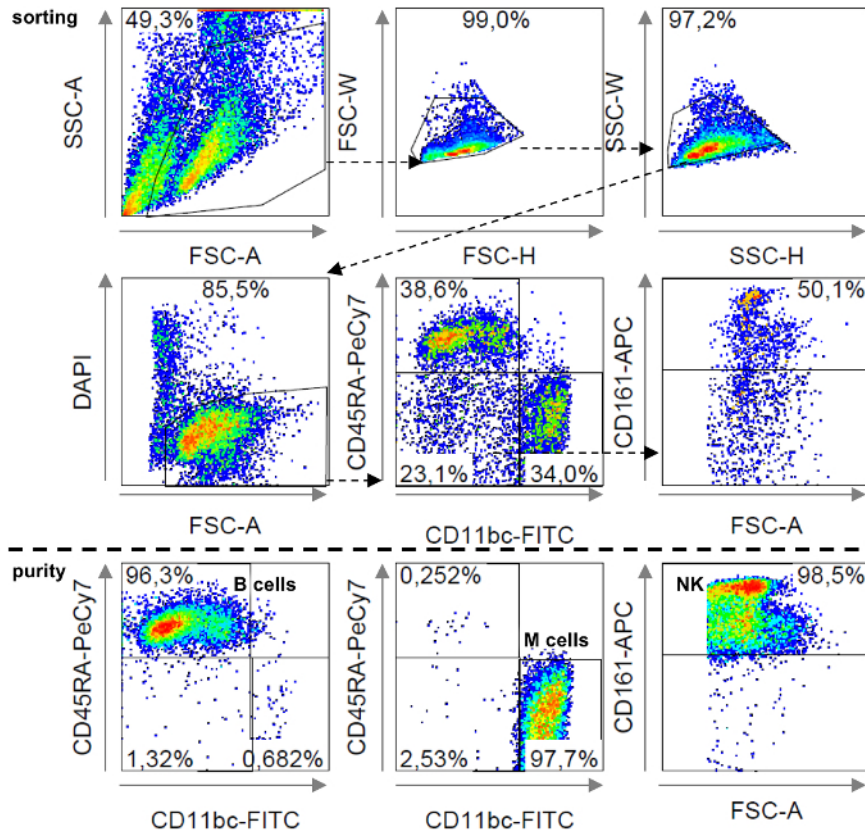 sorting
49,3%
SSC-A
FSC-A
99,0%
FSC-W
FSC-H
97,2%
SSC-W
SSC-H
85,5%
DAPI
FSC-A
38,6%
CD45RA-PeCy7
23,1%
34,0%
CD11bc-FITC
50,1%
CD161-APC
FSC-A
purity
96,3%
B cells
CD45RA-PeCy7
1,32%
0,682%
CD11bc-FITC
0,252%
M cells
CD45RA-PeCy7
2,53%
97,7%
CD11bc-FITC
NK
98,5%
CD161-APC
FSC-A